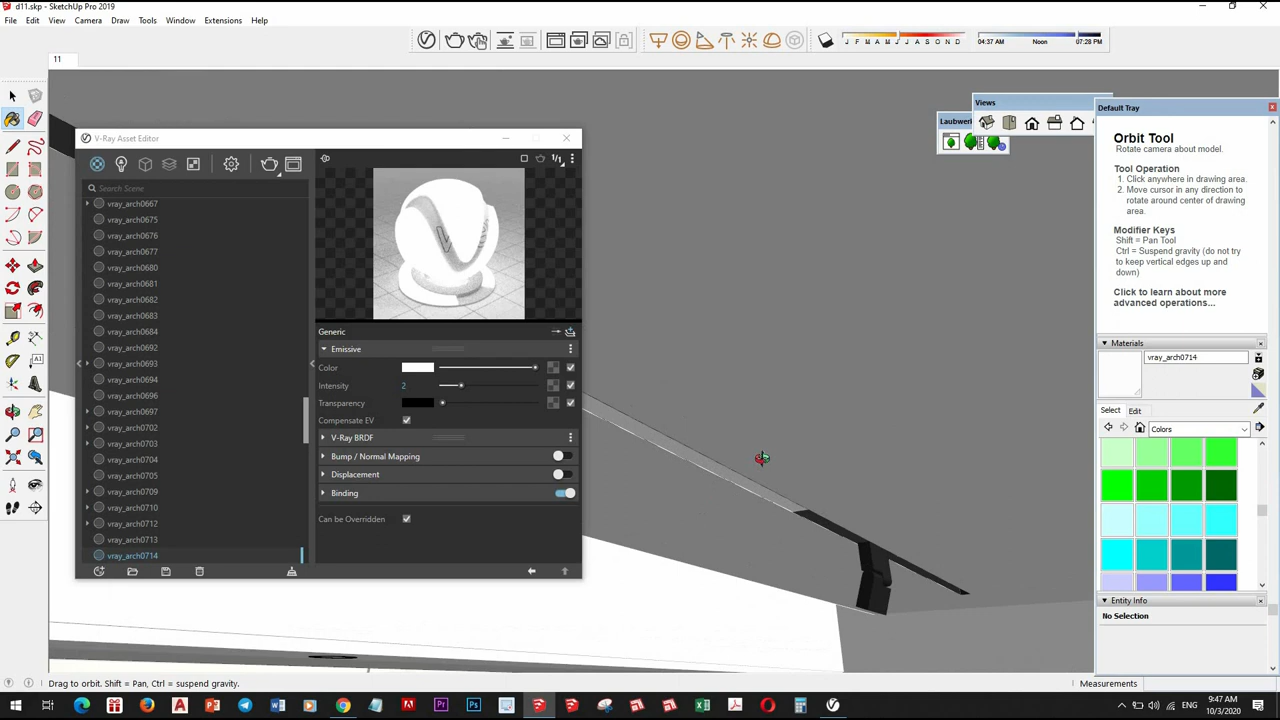 d11.skp - SketchUp Pro 2019
File Edit View Camera Draw Tools Window Extensions Help
J F M A M J J A S O N D
04:37 AM Noon 07:28 PM
11
Views
Default Tray
Laubwerk
V-Ray Asset Editor
Orbit Tool
Rotate camera about model.
Tool Operation
1. Click anywhere in drawing area.
2. Move cursor in any direction to
rotate around center of drawing
area.
Modifier Keys
Shift = Pan Tool
Ctrl = Suspend gravity (do not try
to keep vertical edges up and
down)
Click to learn about more
advanced operations...
1/1
Search Scene
vray_arch0667
vray_arch0675
vray_arch0676
vray_arch0677
vray_arch0680
vray_arch0681
vray_arch0682
vray_arch0683
vray_arch0684
vray_arch0692
vray_arch0693
vray_arch0694
vray_arch0696
vray_arch0697
vray_arch0702
vray_arch0703
vray_arch0704
vray_arch0705
vray_arch0709
vray_arch0710
vray_arch0712
vray_arch0713
vray_arch0714
Generic
Emissive
Color
Intensity 2
Transparency
Compensate EV
V-Ray BRDF
Bump / Normal Mapping
Displacement
Binding
Can be Overridden
Materials
vray_arch0714
Select Edit
Colors
Entity Info
No Selection
Drag to orbit. Shift = Pan, Ctrl = suspend gravity.
Measurements
9:47 AM
10/3/2020